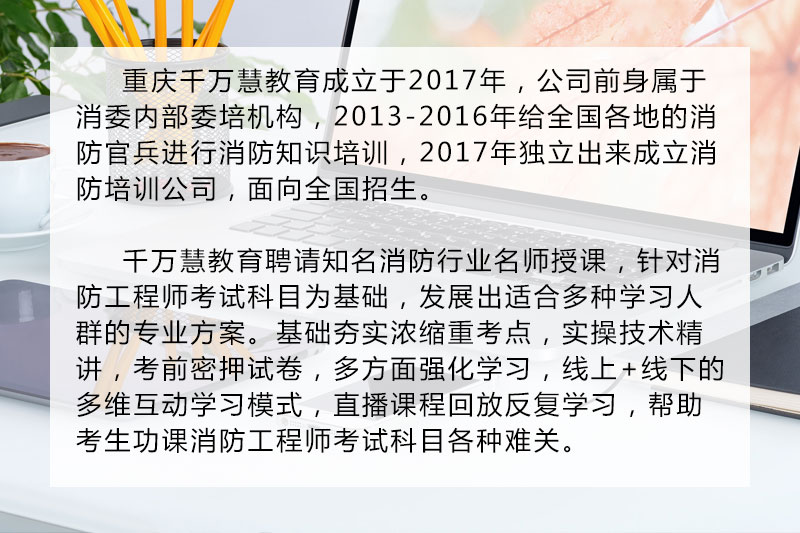 重庆千万慧教育成立于2017年，公司前身属于
消委内部委培机构，2013-2016年给全国各地的消
防官兵进行消防知识培训，2017年独立出来成立消
防培训公司，面向全国招生。
千万慧教育聘请知名消防行业名师授课，针对消
防工程师考试科目为基础，发展出适合多种学习人
群的专业方案。基础夯实浓缩重考点，实操技术精
讲，考前密押试卷，多方面强化学习，线上+线下的
多维互动学习模式，直播课程回放反复学习，帮助
考生功课消防工程师考试科目各种难关。